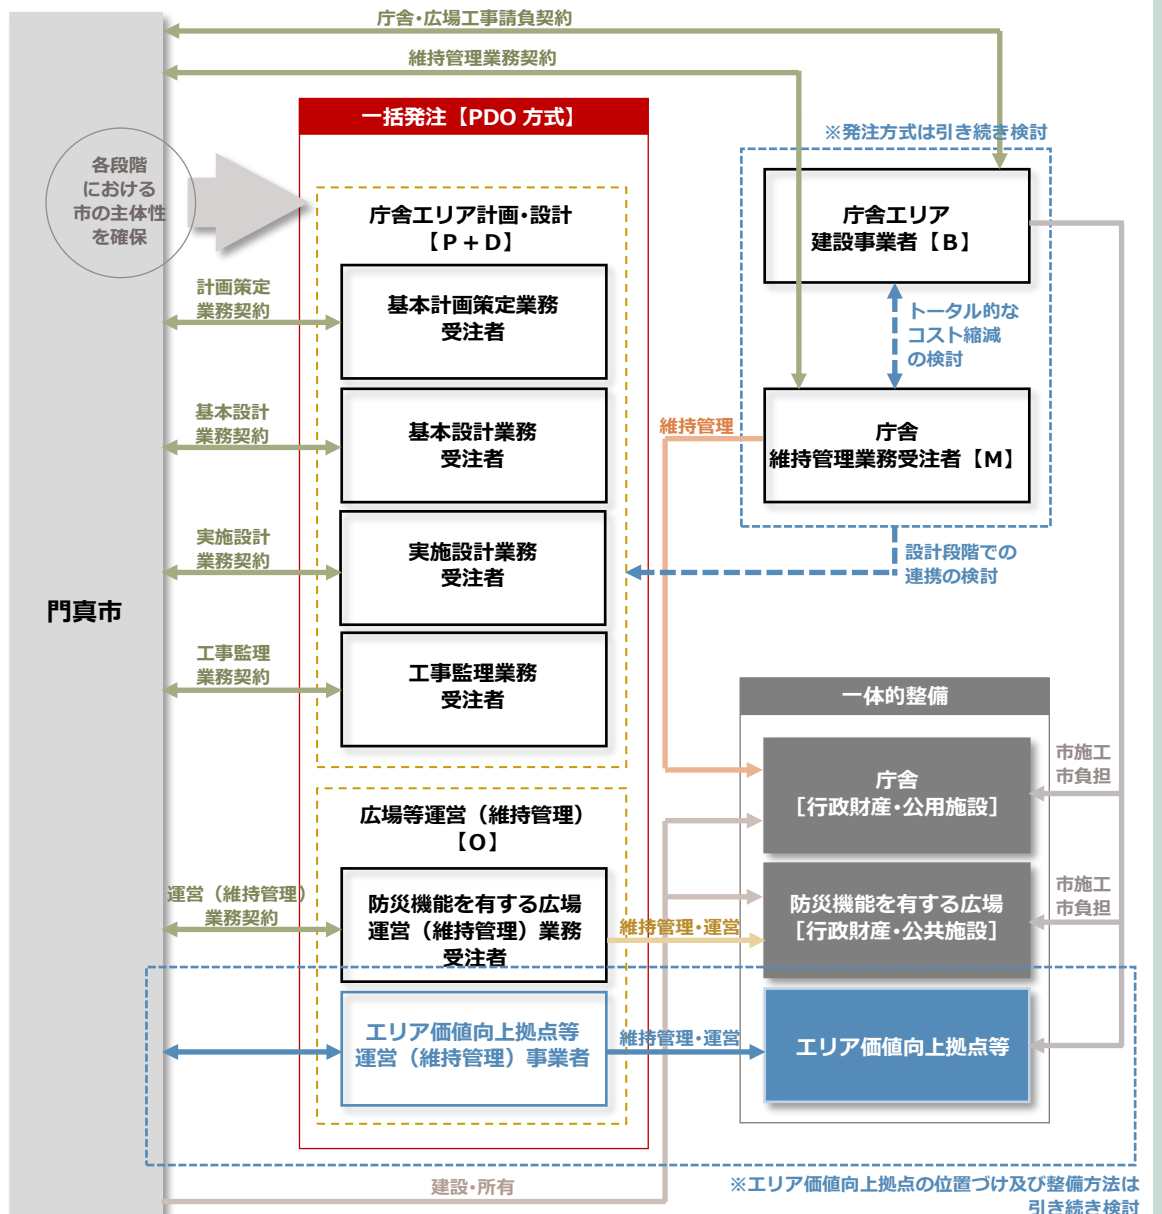 庁舎・広場工事請負契約
維持管理業務契約
一括発注【PDO 方式】
※発注方式は引き続き検討
各段階
における
市の主体性
を確保
庁舎エリア計画・設計
【P＋D】
庁舎エリア
建設事業者【B】
計画策定
業務契約
基本計画策定業務
受注者
トータル的な
コスト縮減
の検討
基本設計
業務契約
基本設計業務
受注者
維持管理
庁舎
維持管理業務受注者【M】
実施設計
業務契約
実施設計業務
受注者
設計段階での
連携の検討
門真市
工事監理
業務契約
工事監理業務
受注者
一体的整備
庁舎
［行政財産・公用施設］
市施工
市負担
広場等運営（維持管理）
【O】
運営（維持管理）
業務契約
防災機能を有する広場
運営（維持管理）業務
受注者
維持管理・運営
防災機能を有する広場
［行政財産・公共施設］
市施工
市負担
エリア価値向上拠点等
運営（維持管理）事業者
維持管理・運営
エリア価値向上拠点等
建設・所有
※エリア価値向上拠点の位置づけ及び整備方法は
引き続き検討